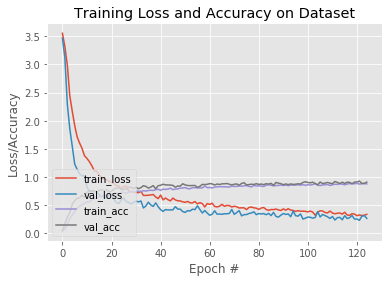 Training Loss and Accuracy on Dataset
Loss/Accuracy
3.5
3.0
2.5
2.0
1.5
1.0
0.5
0.0
train_loss
val_loss
train_acc
val_acc
0 20 40 60 80 100 120
Epoch #